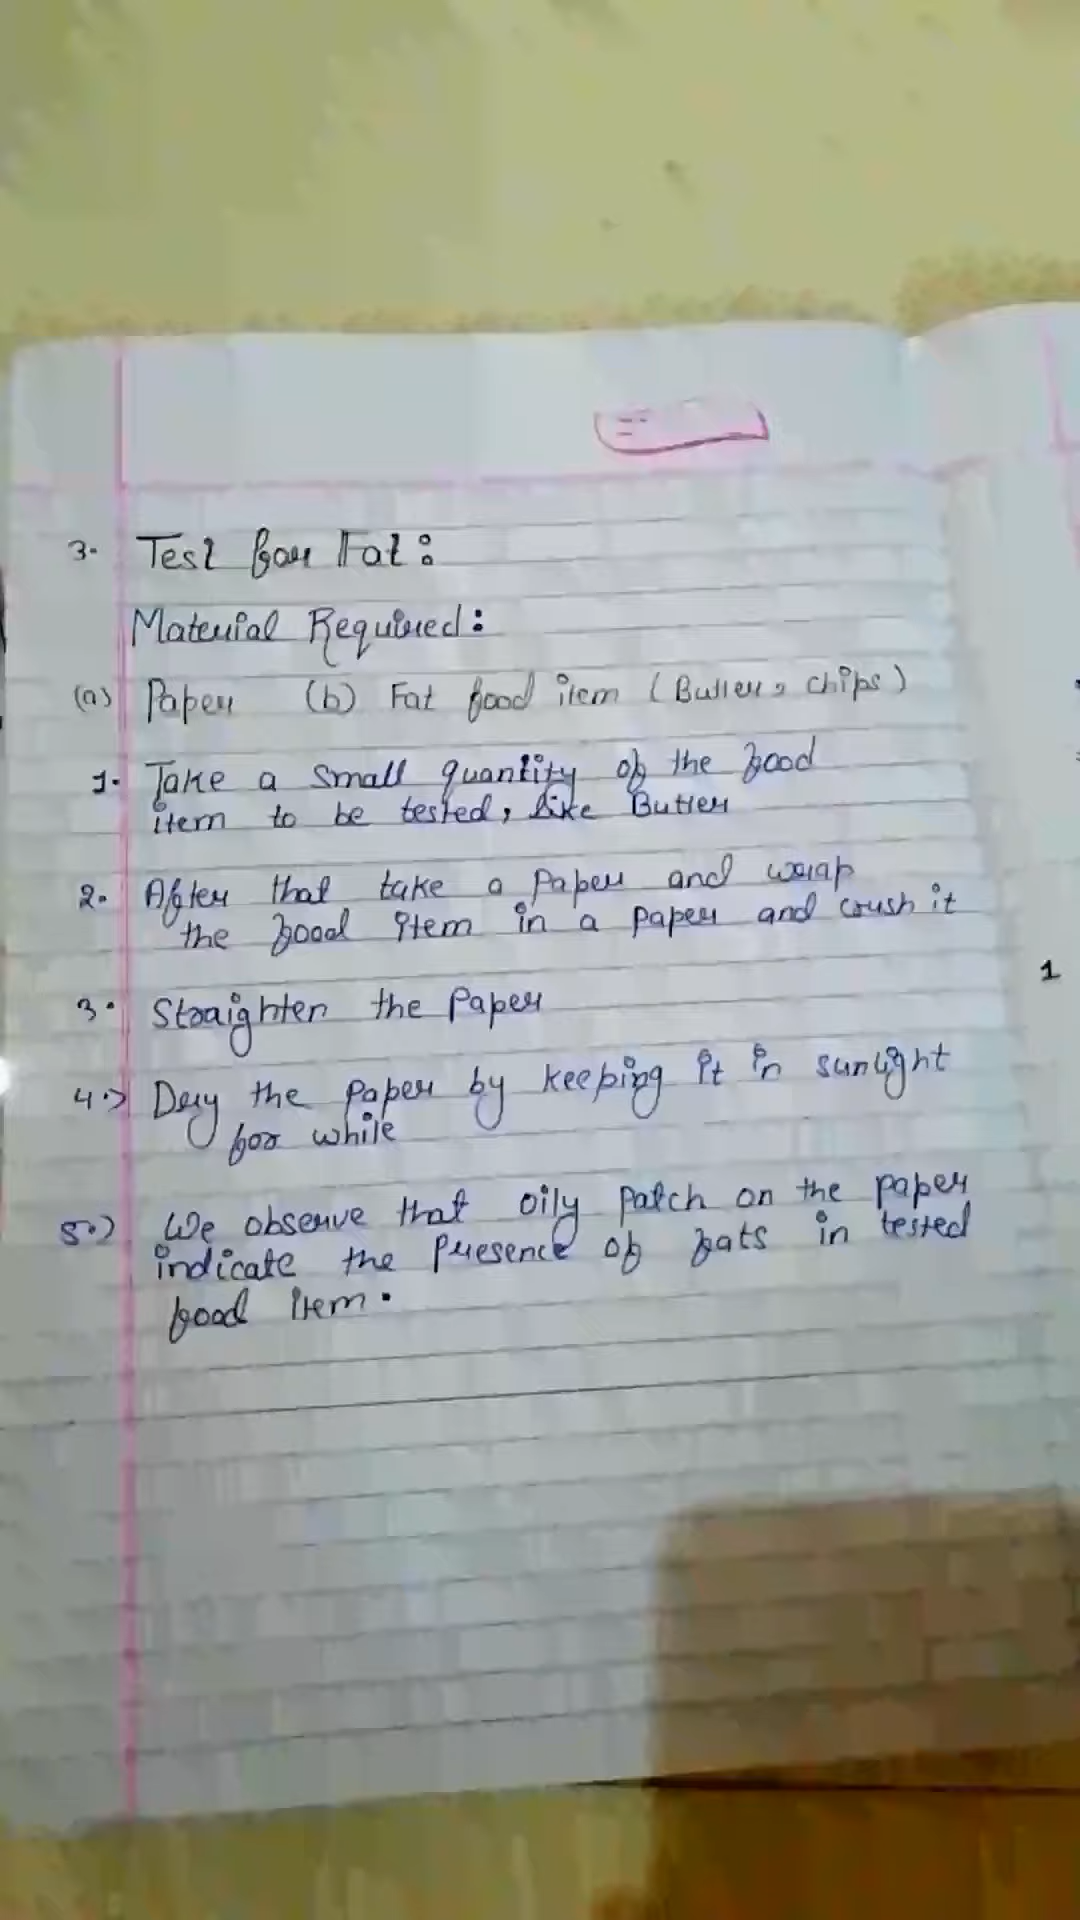 3. Test for Fat:
Material Required:
(a) Paper (b) Fat food item (Butter, chips)
1. Take a small quantity of the food
item to be tested, like Butter
2. After that take a paper and wrap
the food item in a paper and crush it
3. Straighten the paper
4.) Dry the paper by keeping it in sunlight
for while
5.) We observe that oily patch on the paper
indicate the presence of fats in tested
food item.
1